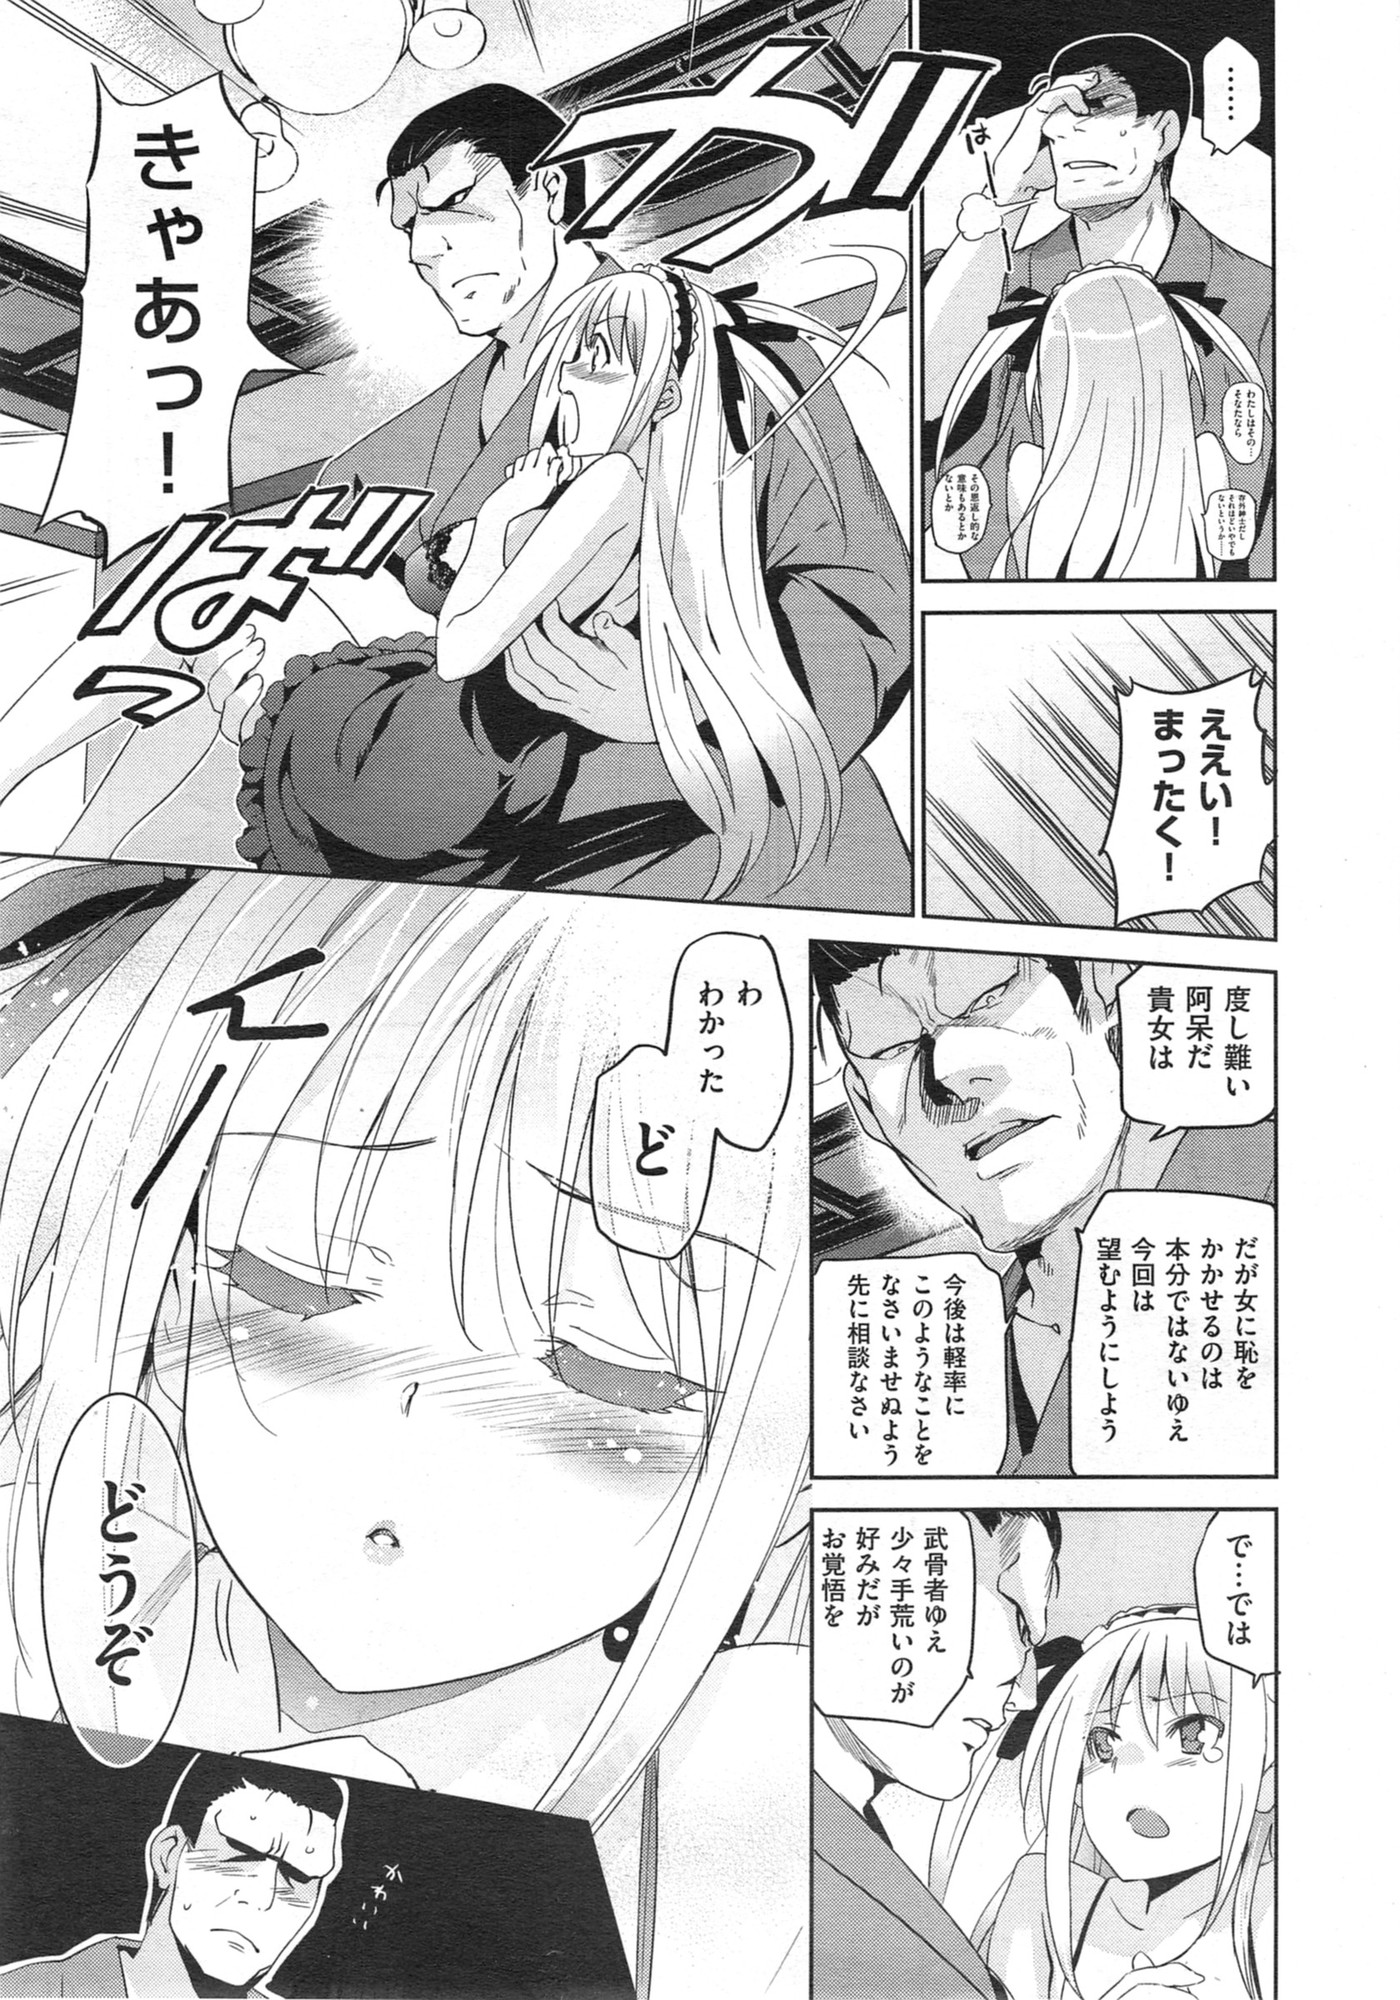 ……
はー
わたしはその…
そなたなら
存外紳士だし
それほどいやでも
ないというか……
その恩返し的な
意味もあるとか
ないとか
ええい！
まったく！
ガ
ばっ
きゃあっ！
度し難い
阿呆だ
貴女は
だが女に恥を
かかせるのは
本分ではないゆえ
今回は
望むようにしよう
今後は軽率に
このようなことを
なさいませぬよう
先に相談なさい
で…では
武骨者ゆえ
少々手荒いのが
好みだが
お覚悟を
わ
わかった
ど
どうぞ
かわいい